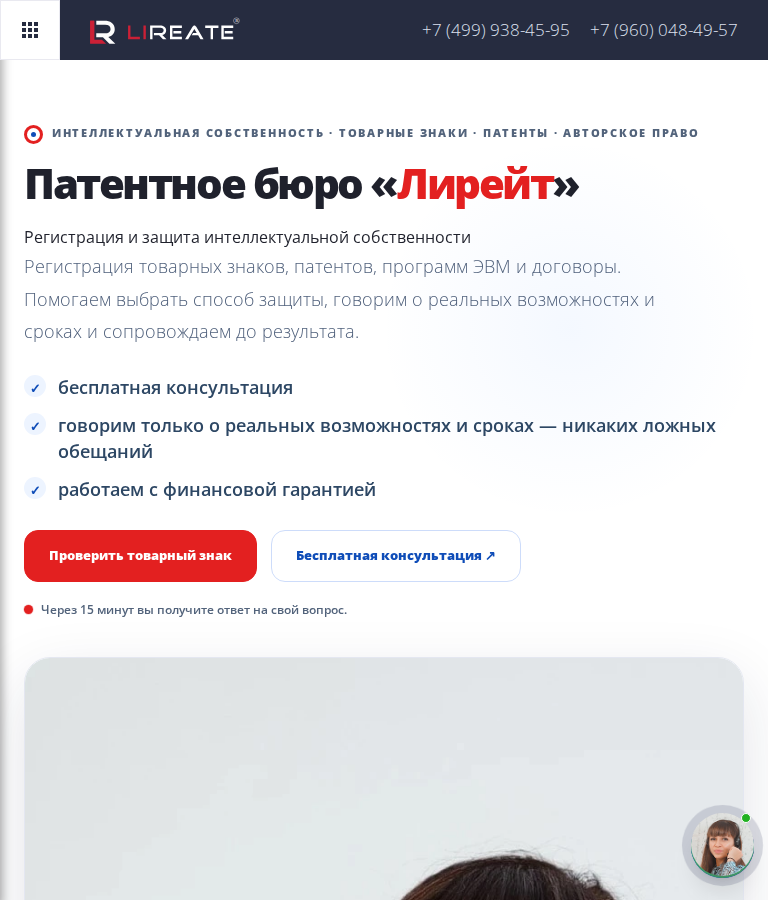 LIREATE®
+7 (499) 938-45-95 +7 (960) 048-49-57
ИНТЕЛЛЕКТУАЛЬНАЯ СОБСТВЕННОСТЬ · ТОВАРНЫЕ ЗНАКИ · ПАТЕНТЫ · АВТОРСКОЕ ПРАВО
Патентное бюро «Лирейт»
Регистрация и защита интеллектуальной собственности
Регистрация товарных знаков, патентов, программ ЭВМ и договоры.
Помогаем выбрать способ защиты, говорим о реальных возможностях и
сроках и сопровождаем до результата.
✓ бесплатная консультация
✓ говорим только о реальных возможностях и сроках — никаких ложных
обещаний
✓ работаем с финансовой гарантией
Проверить товарный знак Бесплатная консультация ↗
Через 15 минут вы получите ответ на свой вопрос.